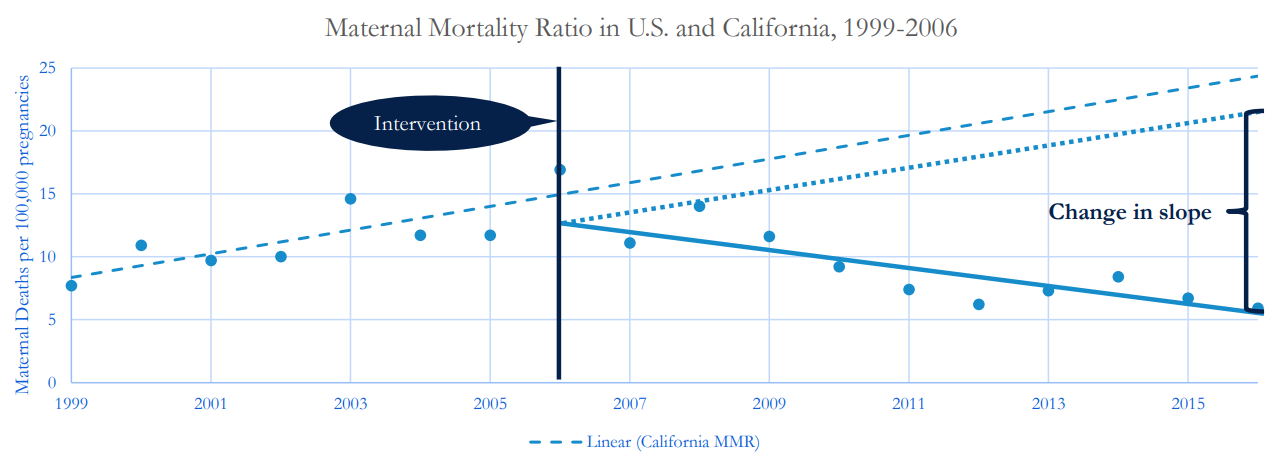 Maternal Mortality Ratio in U.S. and California, 1999-2006
Maternal Deaths per 100,000 pregnancies
25
20
15
10
5
0
Intervention
Change in slope
1999 2001 2003 2005 2007 2009 2011 2013 2015
Linear (California MMR)